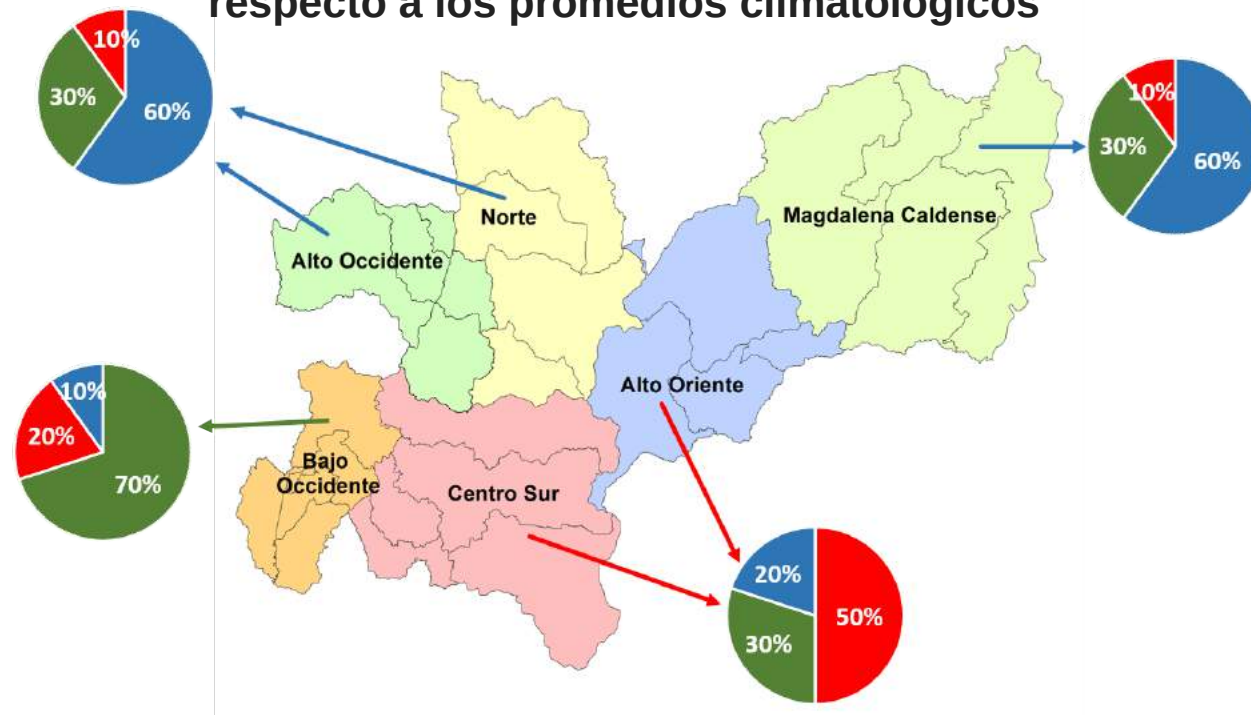 respecto a los promedios climatológicos
10%
30%
60%
10%
30%
60%
Norte
Magdalena Caldense
Alto Occidente
Alto Oriente
10%
20%
70%
Bajo
Occidente
Centro Sur
20%
50%
30%